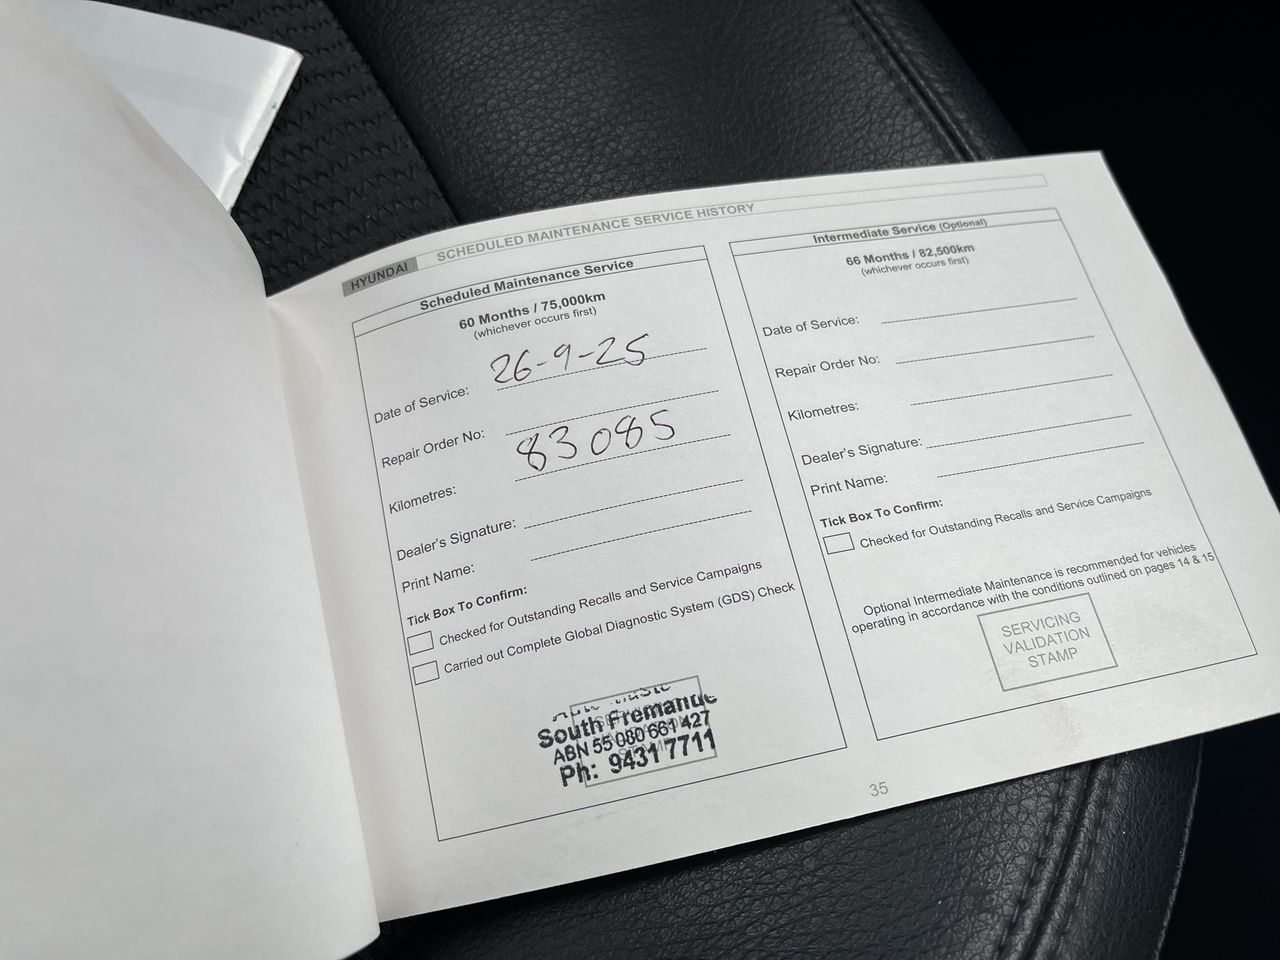 HYUNDAI SCHEDULED MAINTENANCE SERVICE HISTORY
Scheduled Maintenance Service
60 Months / 75,000km
(whichever occurs first)
Date of Service: 26-9-25
Repair Order No:
Kilometres: 83085
Dealer's Signature:
Print Name:
Tick Box To Confirm:
Checked for Outstanding Recalls and Service Campaigns
Carried out Complete Global Diagnostic System (GDS) Check
South Fremantle
ABN 55 080 661 427
Ph: 9431 7711
Intermediate Service (Optional)
66 Months / 82,500km
(whichever occurs first)
Date of Service:
Repair Order No:
Kilometres:
Dealer's Signature:
Print Name:
Tick Box To Confirm:
Checked for Outstanding Recalls and Service Campaigns
Optional Intermediate Maintenance is recommended for vehicles
operating in accordance with the conditions outlined on pages 14 & 15
SERVICING
VALIDATION
STAMP
35